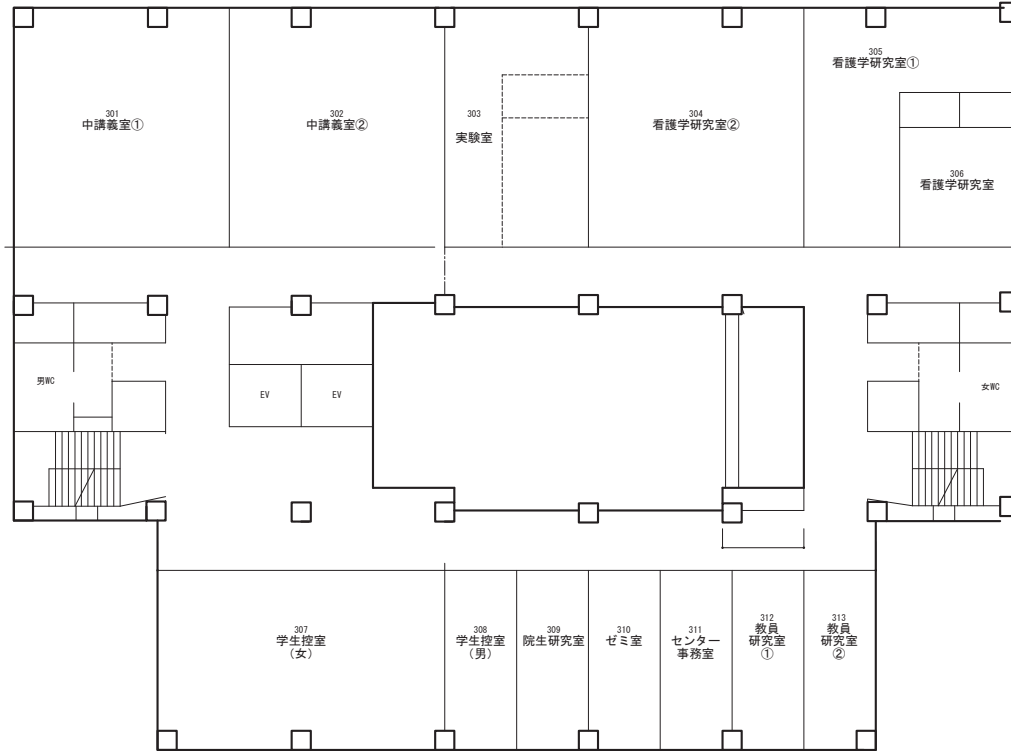 301
中講義室①
302
中講義室②
303
実験室
304
看護学研究室②
305
看護学研究室①
306
看護学研究室
男WC
EV
EV
女WC
307
学生控室
(女)
308
学生控室
(男)
309
院生研究室
310
ゼミ室
311
センター
事務室
312
教員
研究室
①
313
教員
研究室
②